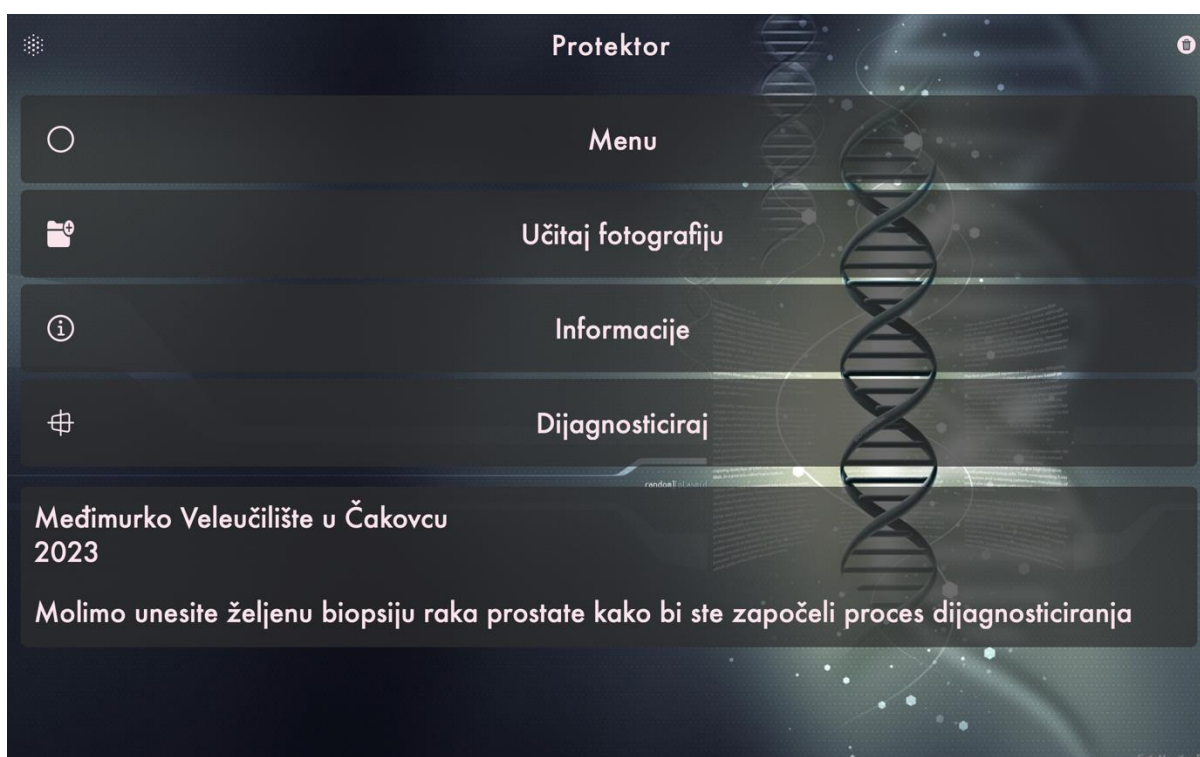 Protektor
Menu
Učitaj fotografiju
Informacije
Dijagnosticiraj
Međimurko Veleučilište u Čakovcu
2023
Molimo unesite željenu biopsiju raka prostate kako bi ste započeli proces dijagnosticiranja